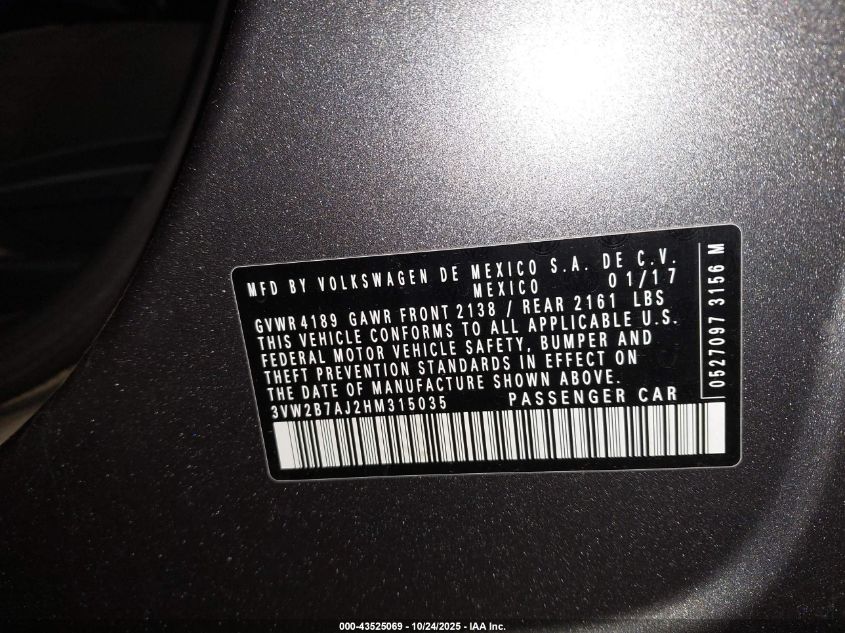 MFD BY VOLKSWAGEN DE MEXICO S.A. DE C.V.
MEXICO 01/17
GVWR 4189 GAWR FRONT 2138 / REAR 2161 LBS
THIS VEHICLE CONFORMS TO ALL APPLICABLE U.S.
FEDERAL MOTOR VEHICLE SAFETY, BUMPER AND
THEFT PREVENTION STANDARDS IN EFFECT ON
THE DATE OF MANUFACTURE SHOWN ABOVE.
3VW2B7AJ2HM315035 PASSENGER CAR
0527097 3156 M
000-43525069 - 10/24/2025 - IAA Inc.